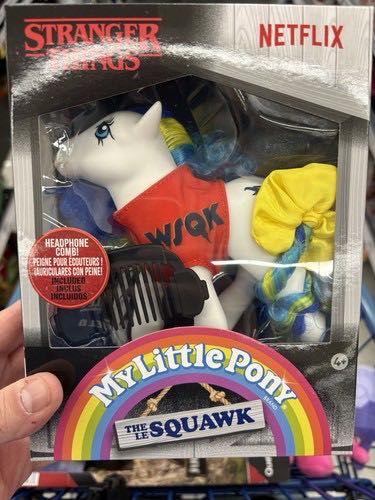 STRANGER
THINGS
NETFLIX
WSQK
HEADPHONE
COMB!
PEIGNE POUR ÉCOUTEURS !
¡AURICULARES CON PEINE!
INCLUDED
INCLUS
INCLUIDOS
4+
MY LITTLE PONY
BRAND
THE
LE
SQUAWK